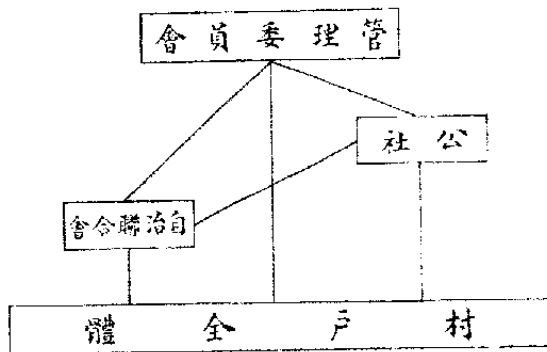 管理委員會
公社
自治聯合會
村戶全體